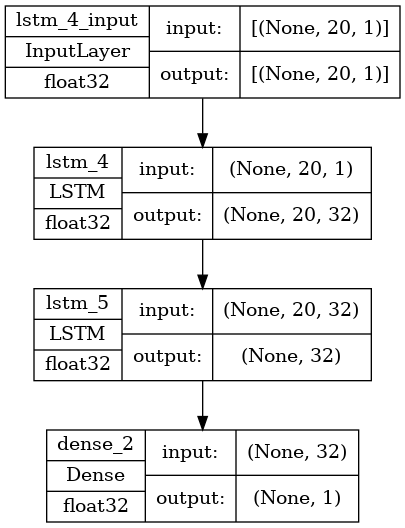 lstm_4_input
InputLayer
float32
input:
[(None, 20, 1)]
output:
[(None, 20, 1)]
lstm_4
LSTM
float32
input:
(None, 20, 1)
output:
(None, 20, 32)
lstm_5
LSTM
float32
input:
(None, 20, 32)
output:
(None, 32)
dense_2
Dense
float32
input:
(None, 32)
output:
(None, 1)